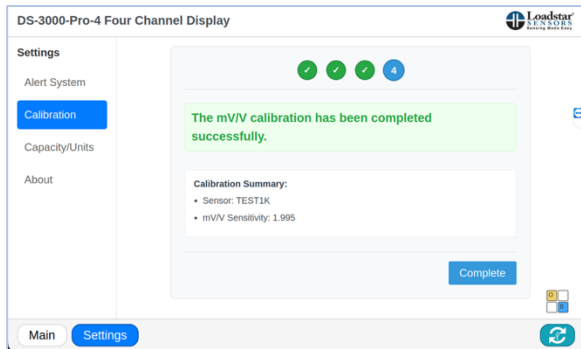 DS-3000-Pro-4 Four Channel Display
Loadstar
SENSORS
Sensing Made Easy
Settings
Alert System
Calibration
Capacity/Units
About
4
The mV/V calibration has been completed
successfully.
Calibration Summary:
• Sensor: TEST1K
• mV/V Sensitivity: 1.995
Complete
Main
Settings